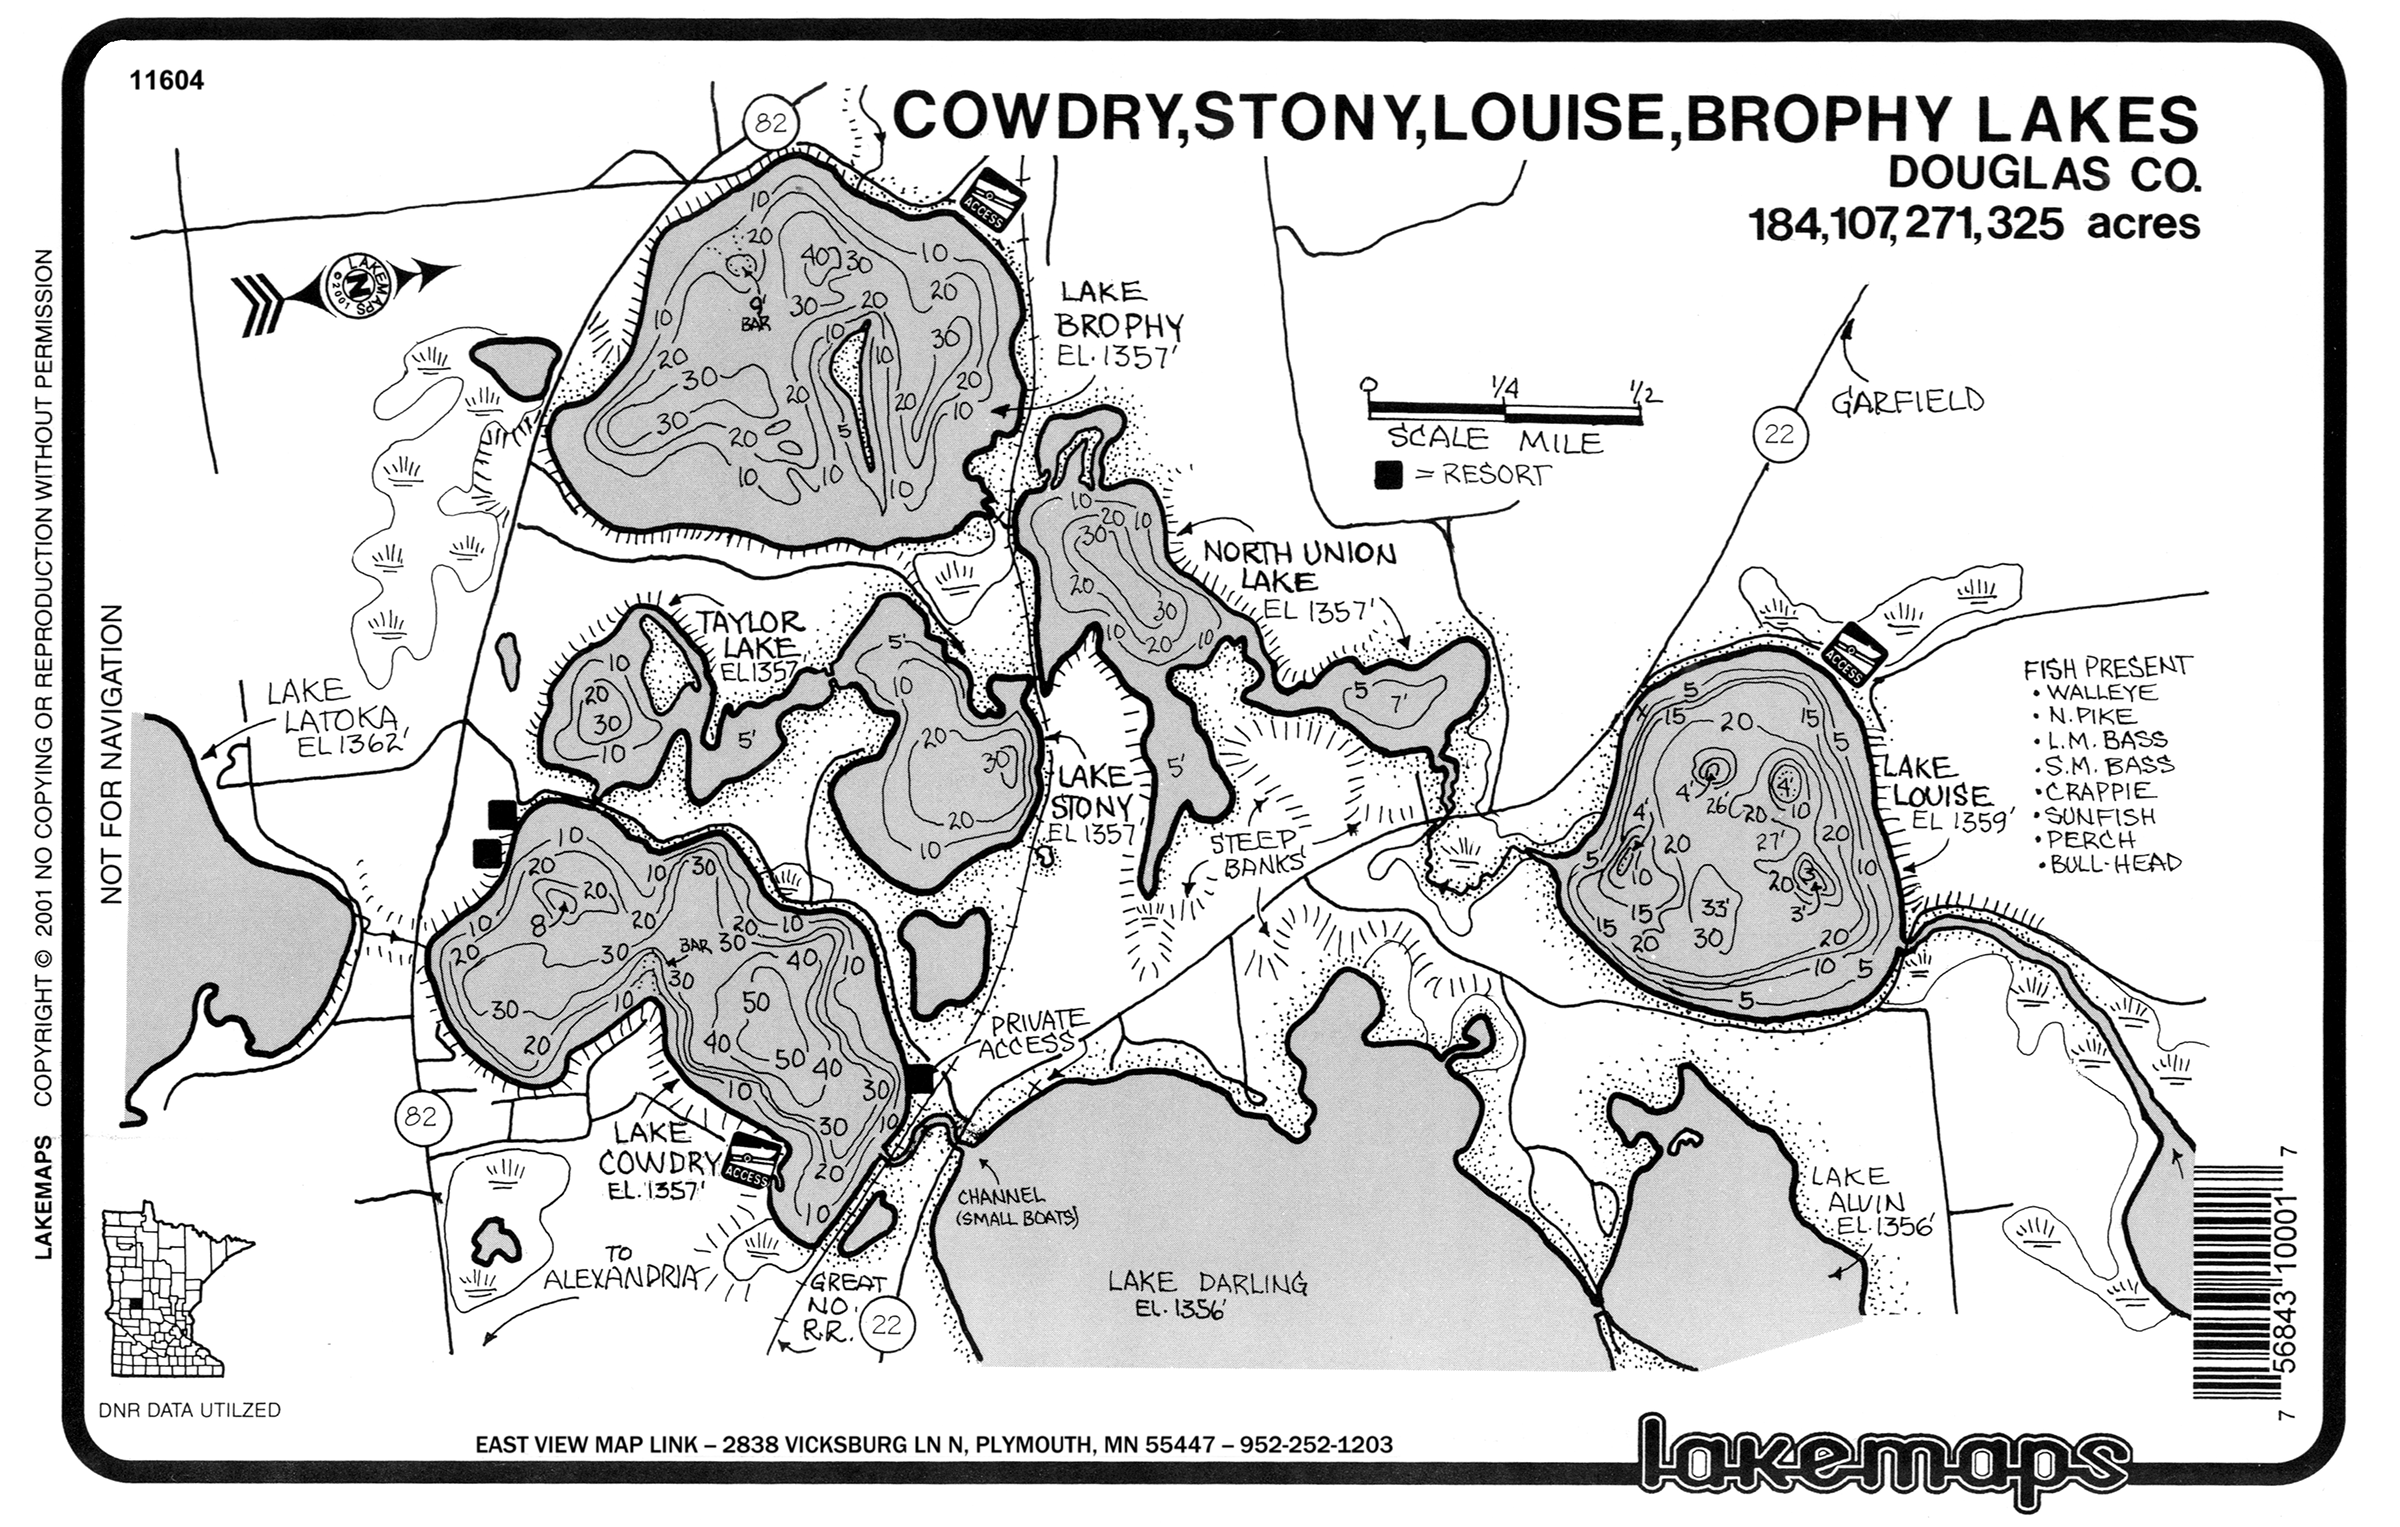 11604
COWDRY, STONY, LOUISE, BROPHY LAKES
DOUGLAS CO.
184, 107, 271, 325 acres
82
ACCESS
LAKEMAPS
N
©2001
10
20
40
30
10
9'
BAR
30
20
20
10
10
30
10
20
30
20
20
10
30
20
5
10
10
10
LAKE
BROPHY
EL. 1357'
0
1/4
1/2
SCALE MILE
= RESORT
22
GARFIELD
10
20
10
30
20
30
10
20
10
NORTH UNION
LAKE
EL 1357'
5
7'
5'
TAYLOR
LAKE
EL 1357
10
20
30
10
5'
5'
10
20
30
20
10
LAKE
STONY
EL 1357'
STEEP
BANKS
ACCESS
FISH PRESENT
• WALLEYE
• N. PIKE
• L.M. BASS
• S.M. BASS
• CRAPPIE
• SUNFISH
• PERCH
• BULL-HEAD
5
15
20
15
5
4'
26'
4'
20
10
4'
20
27'
20
5
10
10
20
3
3'
15
15
20
33'
30
20
10
5
5
LAKE
LOUISE
EL 1359'
LAKE
LATOKA
EL 1362'
10
20
20
8
10
30
10
20
20
10
20
30
BAR
30
30
40
10
30
10
50
20
40
50
40
10
30
30
10
20
10
PRIVATE
ACCESS
82
LAKE
COWDRY
EL. 1357'
ACCESS
CHANNEL
(SMALL BOATS)
TO
ALEXANDRIA
GREAT
NO.
R.R.
22
LAKE DARLING
EL. 1356'
LAKE
ALVIN
EL. 1356'
NOT FOR NAVIGATION
LAKEMAPS COPYRIGHT © 2001 NO COPYING OR REPRODUCTION WITHOUT PERMISSION
DNR DATA UTILZED
EAST VIEW MAP LINK – 2838 VICKSBURG LN N, PLYMOUTH, MN 55447 – 952-252-1203
7 56843 10001 7
lakemaps